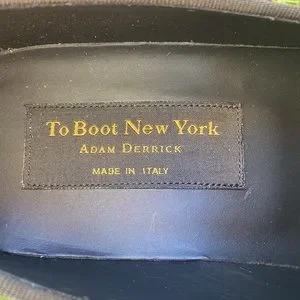 To Boot New York
ADAM DERRICK
MADE IN ITALY